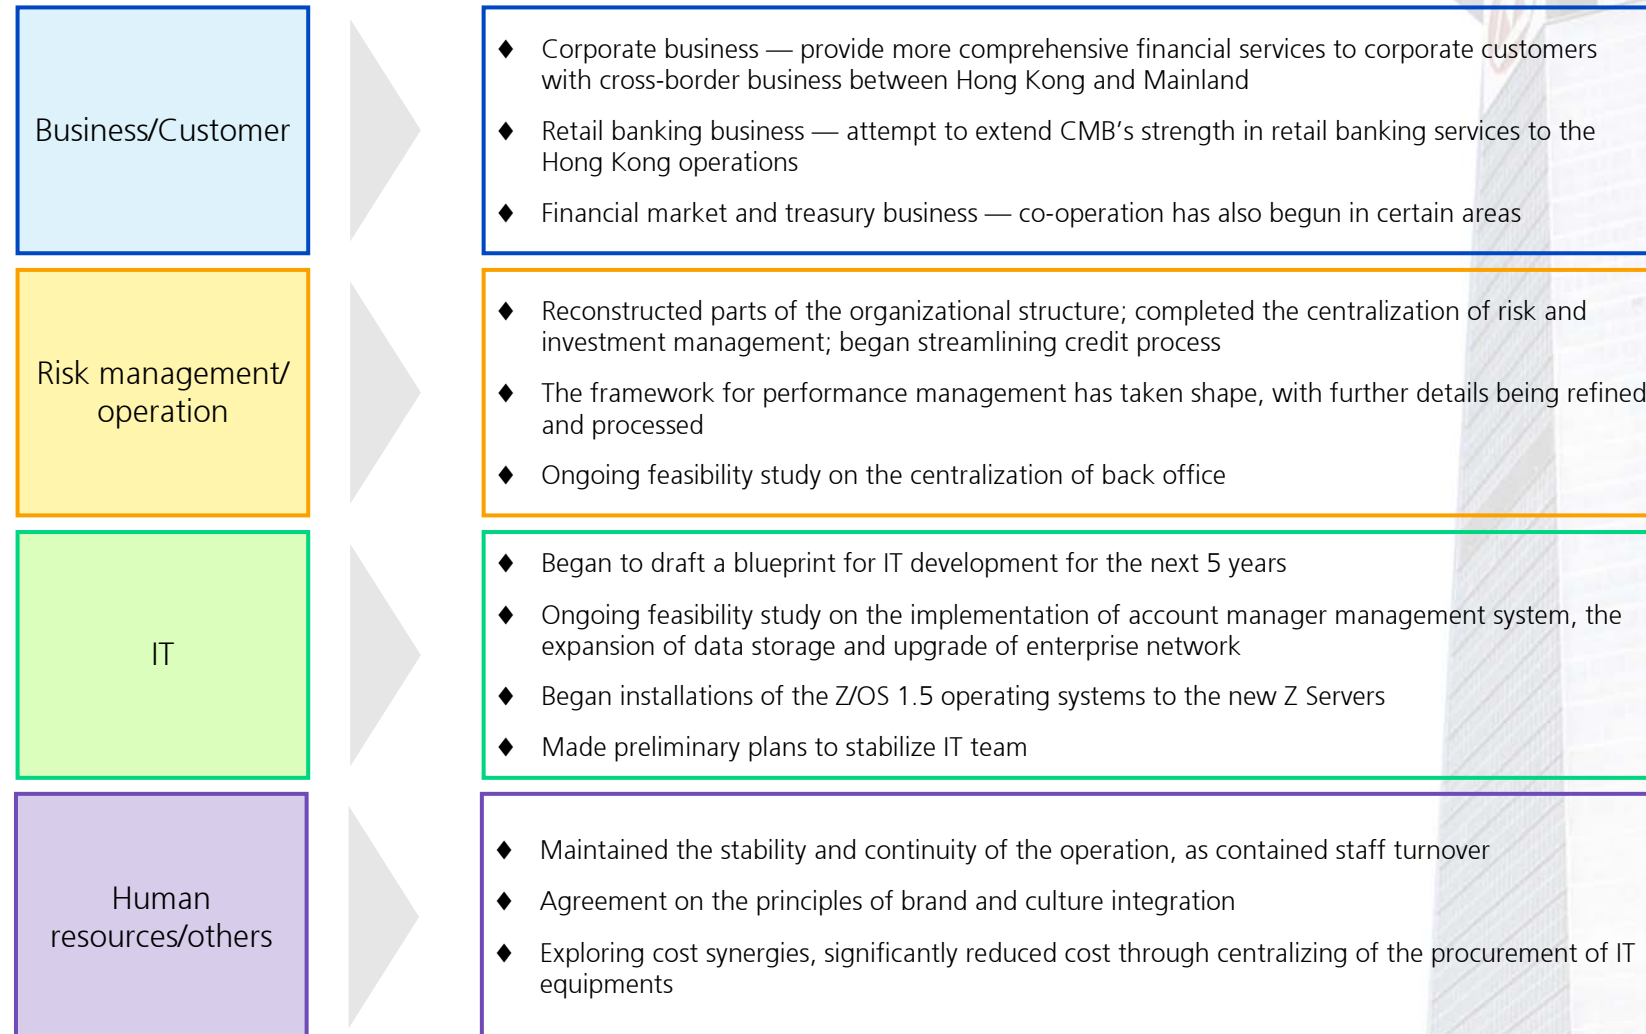 Business/Customer
♦ Corporate business — provide more comprehensive financial services to corporate customers
with cross-border business between Hong Kong and Mainland
♦ Retail banking business — attempt to extend CMB's strength in retail banking services to the
Hong Kong operations
♦ Financial market and treasury business — co-operation has also begun in certain areas
Risk management/
operation
♦ Reconstructed parts of the organizational structure; completed the centralization of risk and
investment management; began streamlining credit process
♦ The framework for performance management has taken shape, with further details being refined
and processed
♦ Ongoing feasibility study on the centralization of back office
IT
♦ Began to draft a blueprint for IT development for the next 5 years
♦ Ongoing feasibility study on the implementation of account manager management system, the
expansion of data storage and upgrade of enterprise network
♦ Began installations of the Z/OS 1.5 operating systems to the new Z Servers
♦ Made preliminary plans to stabilize IT team
Human
resources/others
♦ Maintained the stability and continuity of the operation, as contained staff turnover
♦ Agreement on the principles of brand and culture integration
♦ Exploring cost synergies, significantly reduced cost through centralizing of the procurement of IT
equipments